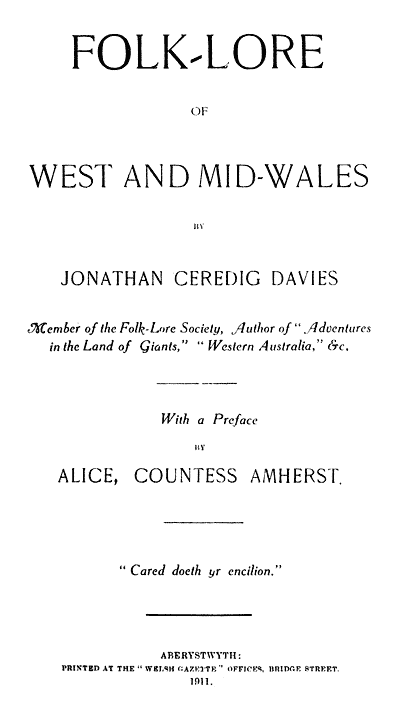 FOLK-LORE
OF
WEST AND MID-WALES
BY
JONATHAN CEREDIG DAVIES
Member of the Folk-Lore Society, Author of "Adventures
in the Land of Giants," "Western Australia," &c.
With a Preface
BY
ALICE, COUNTESS AMHERST.
"Cared doeth yr encilion."
ABERYSTWYTH:
PRINTED AT THE "WELSH GAZETTE" OFFICES, BRIDGE STREET.
1911.